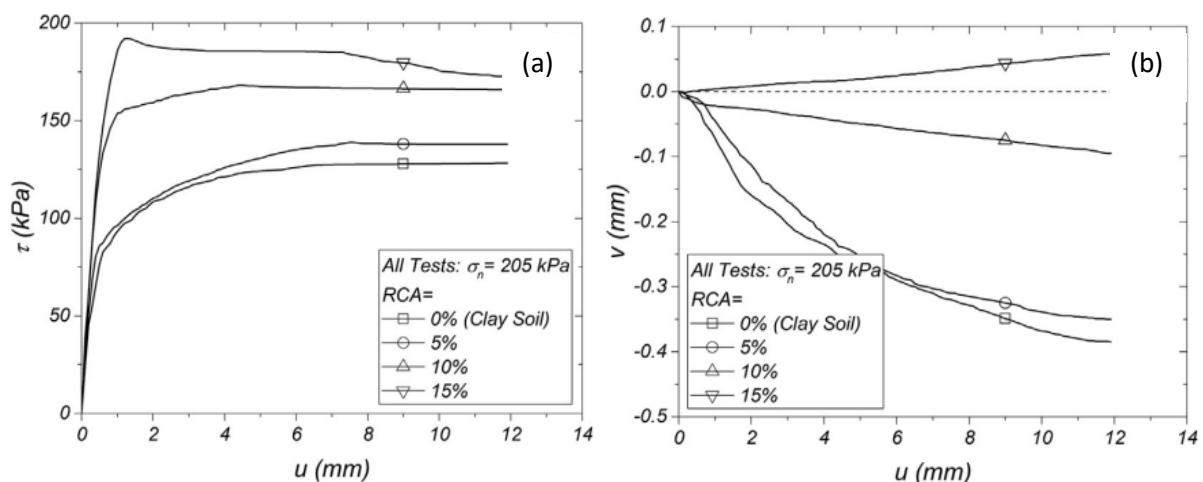 200
150
100
50
0
τ (kPa)
(a)
All Tests: σn= 205 kPa
RCA=
0% (Clay Soil)
5%
10%
15%
0 2 4 6 8 10 12 14
u (mm)
0.1
0.0
-0.1
-0.2
-0.3
-0.4
-0.5
v (mm)
(b)
All Tests: σn= 205 kPa
RCA=
0% (Clay Soil)
5%
10%
15%
0 2 4 6 8 10 12 14
u (mm)